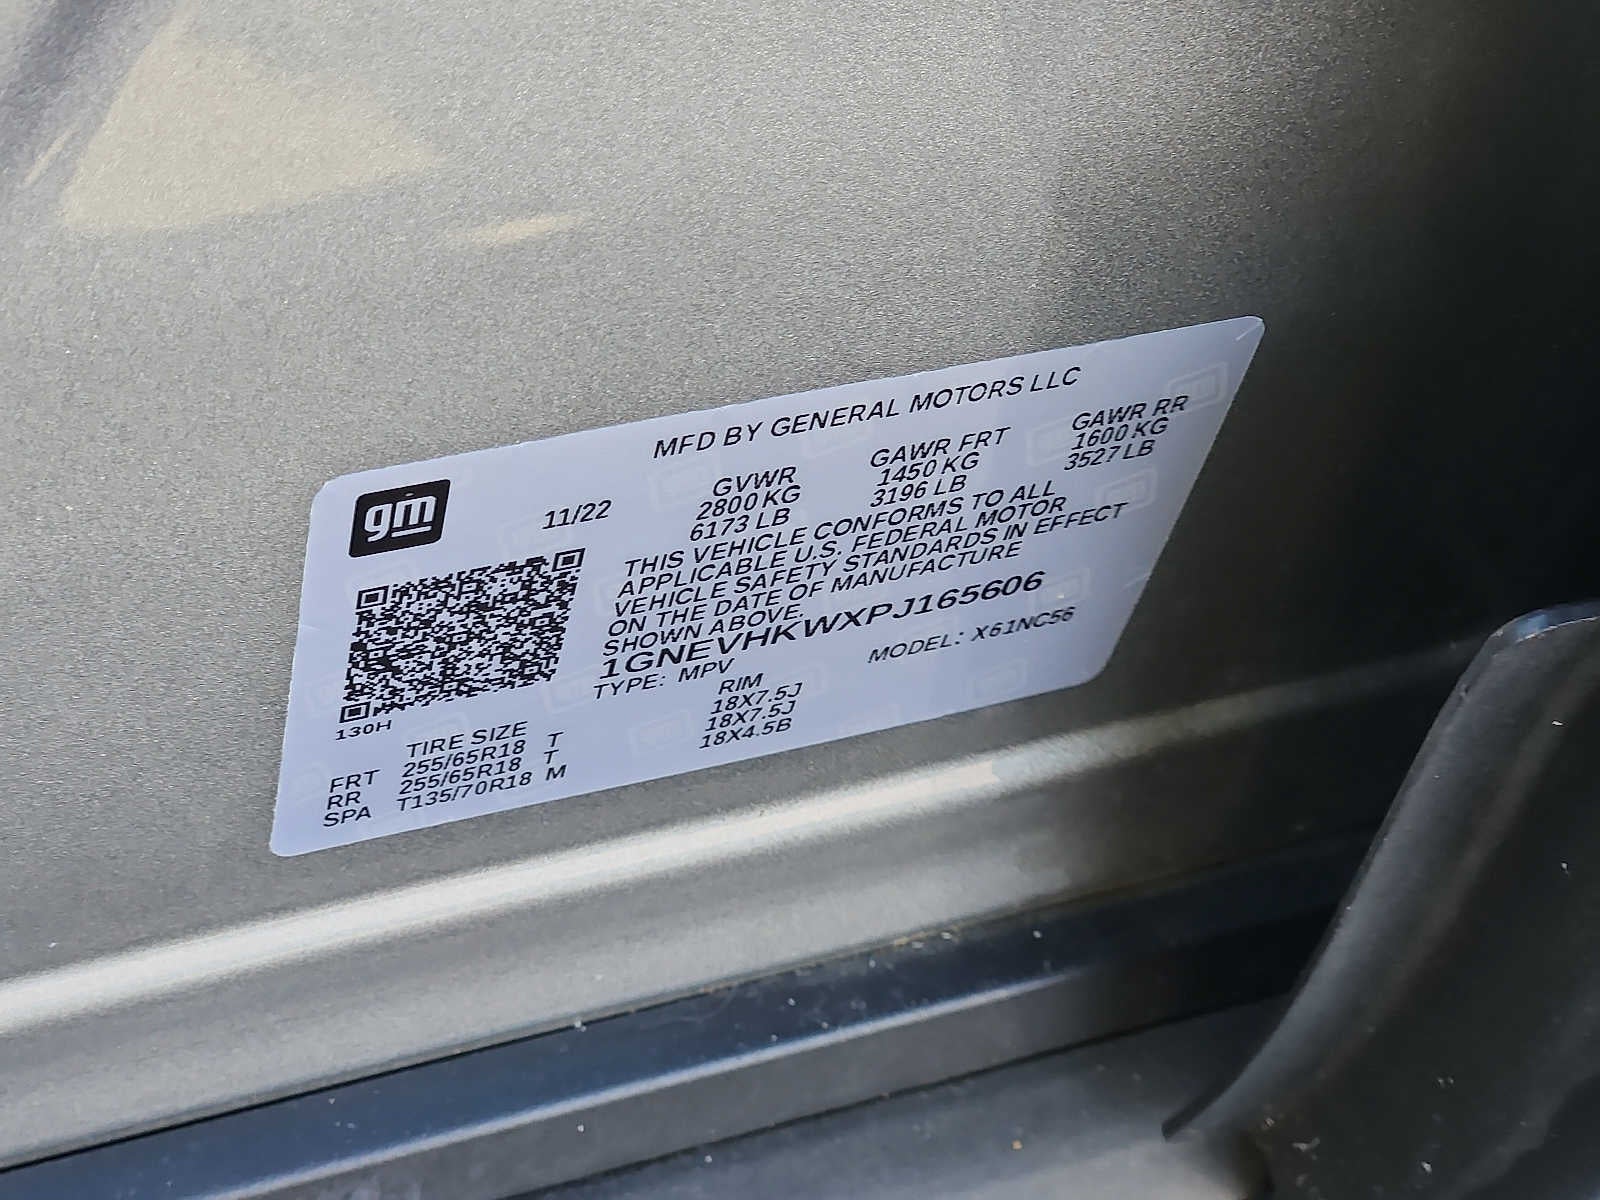 MFD BY GENERAL MOTORS LLC
gm
11/22
GVWR GAWR FRT GAWR RR
2800 KG 1450 KG 1600 KG
6173 LB 3196 LB 3527 LB
THIS VEHICLE CONFORMS TO ALL
APPLICABLE U.S. FEDERAL MOTOR
VEHICLE SAFETY STANDARDS IN EFFECT
ON THE DATE OF MANUFACTURE
SHOWN ABOVE.
1GNEVHKWXPJ165606
TYPE: MPV MODEL: X61NC56
130H
TIRE SIZE RIM
FRT 255/65R18 T 18X7.5J
RR 255/65R18 T 18X7.5J
SPA T135/70R18 M 18X4.5B